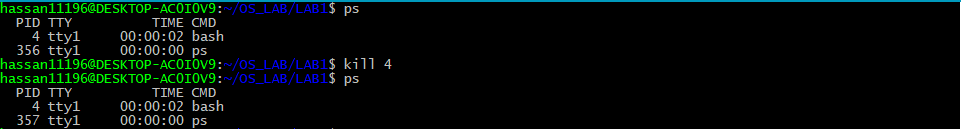 hassan11196@DESKTOP-AC0I0V9:~/OS_LAB/LAB1$ ps
  PID TTY          TIME CMD
    4 tty1     00:00:02 bash
  356 tty1     00:00:00 ps
hassan11196@DESKTOP-AC0I0V9:~/OS_LAB/LAB1$ kill 4
hassan11196@DESKTOP-AC0I0V9:~/OS_LAB/LAB1$ ps
  PID TTY          TIME CMD
    4 tty1     00:00:02 bash
  357 tty1     00:00:00 ps